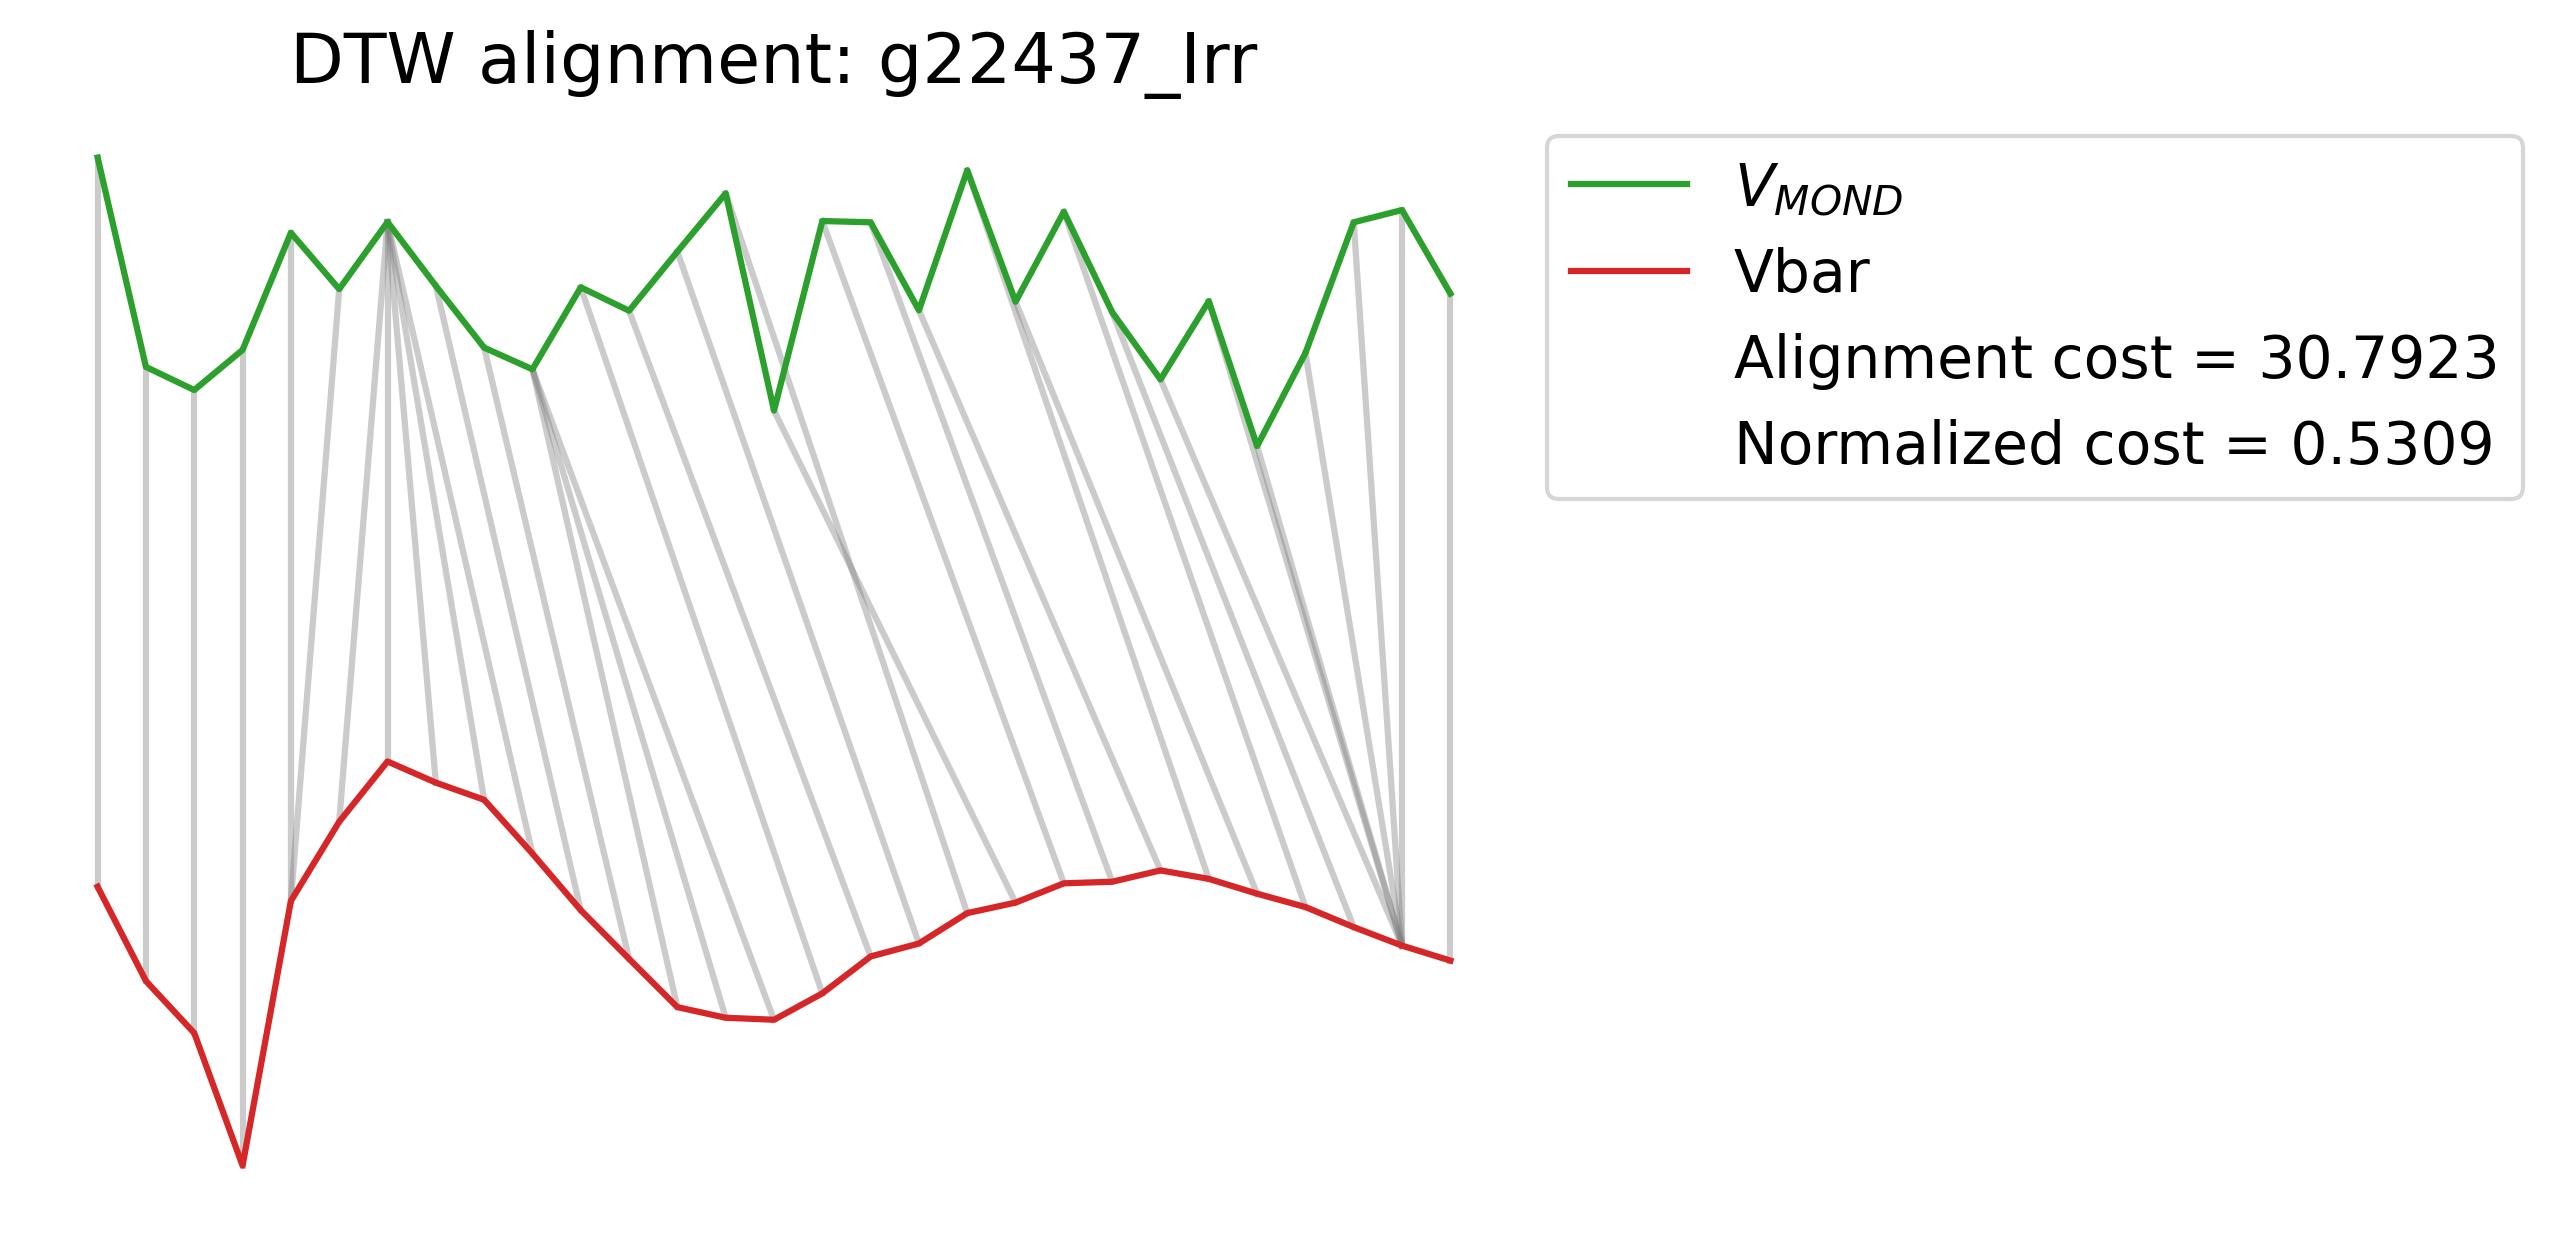 DTW alignment: g22437_Irr
V_MOND
Vbar
Alignment cost = 30.7923
Normalized cost = 0.5309